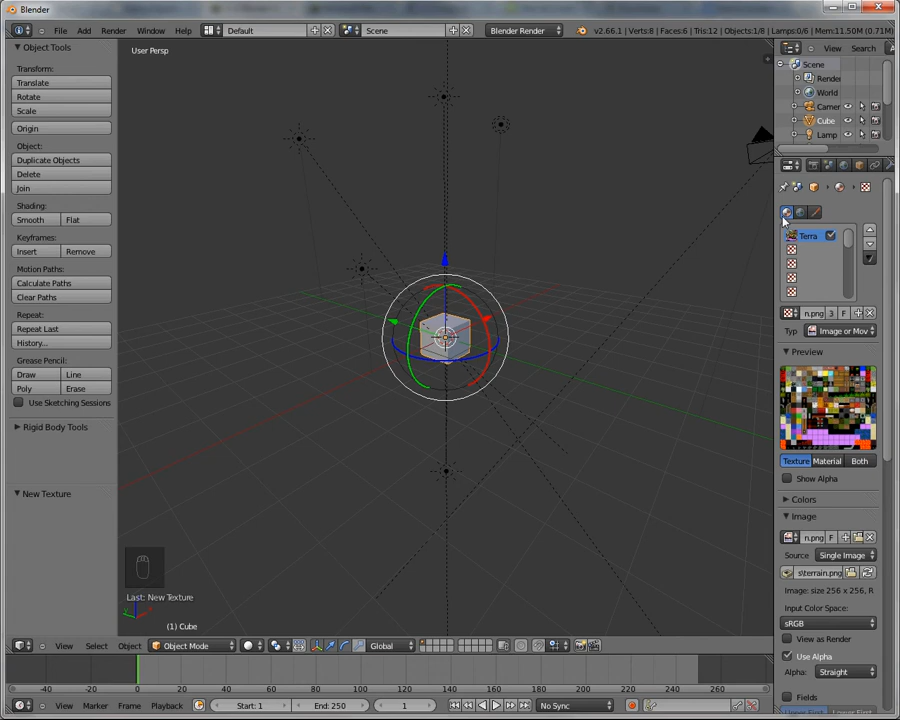 Blender
File Add Render Window Help Default Scene Blender Render v2.66.1 | Verts:8 | Faces:6 | Tris:12 | Objects:1/8 | Lamps:0/6 | Mem:11.50M (0.71M)
Object Tools
User Persp
View Search
Transform:
Translate
Rotate
Scale
Origin
Object:
Duplicate Objects
Delete
Join
Shading:
Smooth Flat
Keyframes:
Insert Remove
Motion Paths:
Calculate Paths
Clear Paths
Repeat:
Repeat Last
History...
Grease Pencil:
Draw Line
Poly Erase
Use Sketching Sessions
Rigid Body Tools
New Texture
Last: New Texture
(1) Cube
Scene
Render
World
Camer
Cube
Lamp
Terra
n.png 3 F
Typ Image or Mov
Preview
Texture Material Both
Show Alpha
Colors
Image
n.png F
Source: Single Image
s\terrain.png
Image: size 256 x 256, R
Input Color Space:
sRGB
View as Render
Use Alpha
Alpha: Straight
Fields
Upper First Lower First
View Select Object Object Mode Global
-40 -20 0 20 40 60 80 100 120 140 160 180 200 220 240 260
View Marker Frame Playback Start: 1 End: 250 1 No Sync